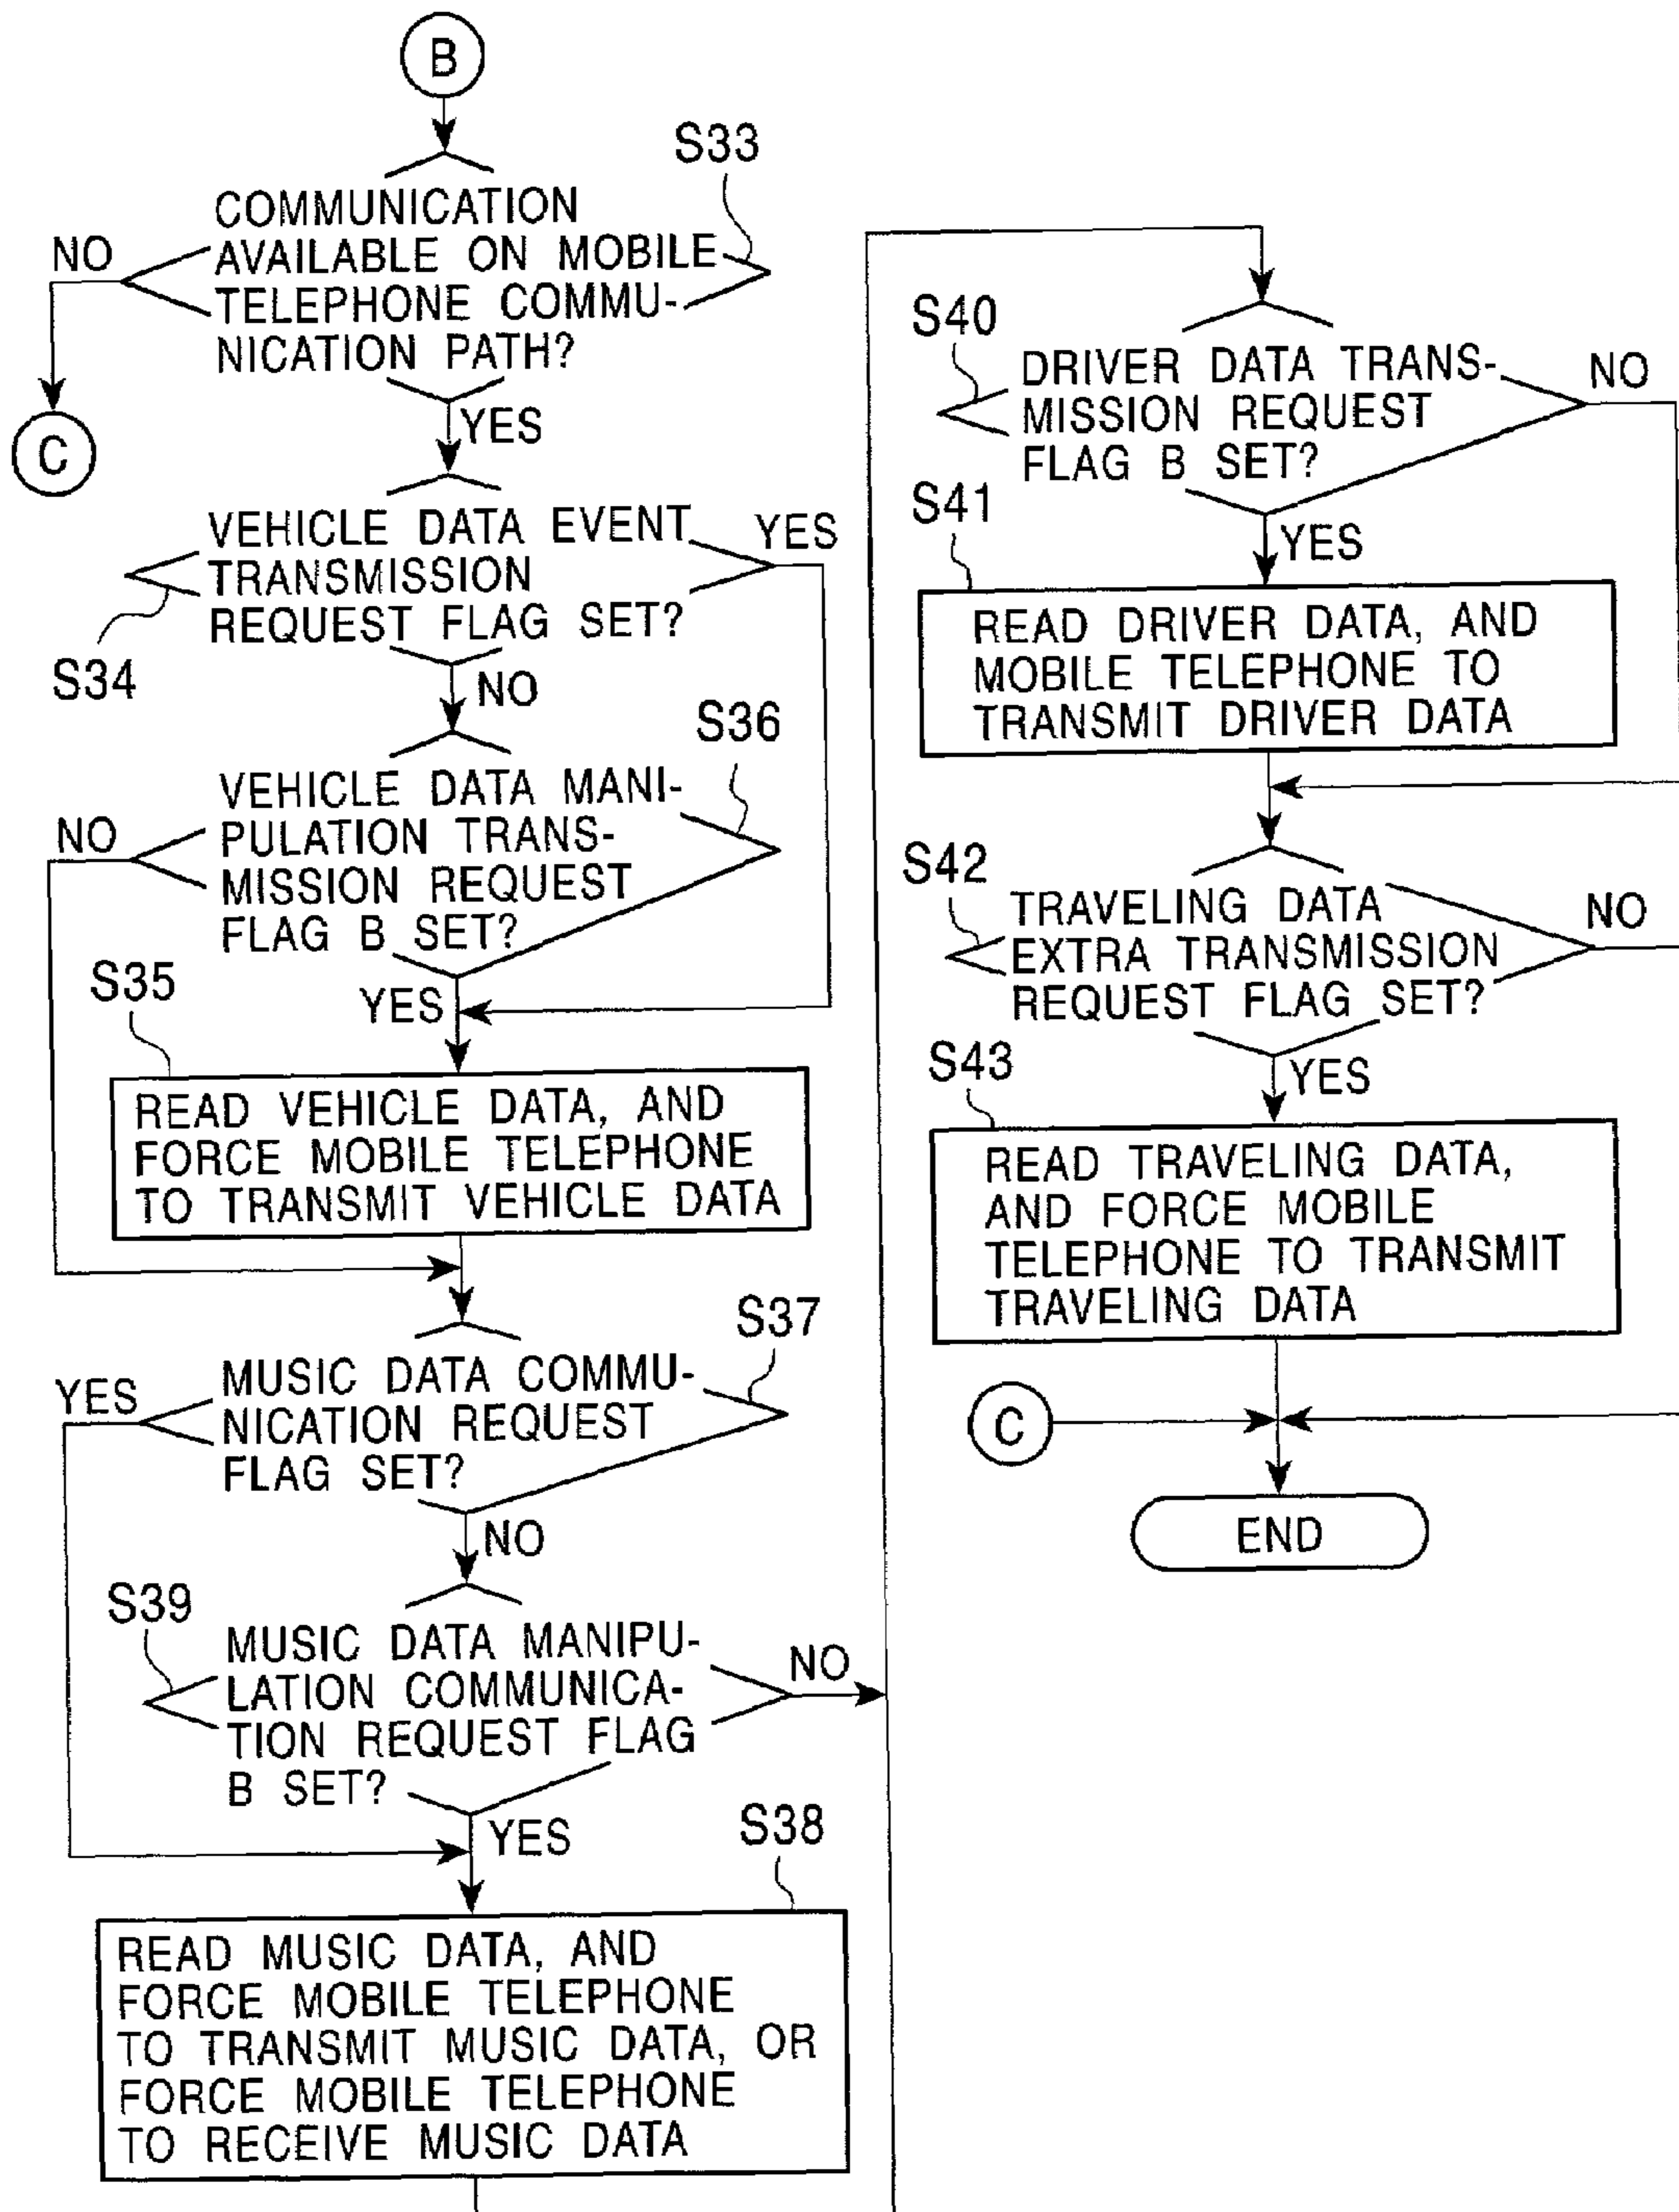 B
S33
COMMUNICATION
AVAILABLE ON MOBILE
TELEPHONE COMMU-
NICATION PATH?
NO
C
YES
VEHICLE DATA EVENT
TRANSMISSION
REQUEST FLAG SET?
YES
S34
NO
S36
VEHICLE DATA MANI-
PULATION TRANS-
MISSION REQUEST
FLAG B SET?
NO
S35
YES
READ VEHICLE DATA, AND
FORCE MOBILE TELEPHONE
TO TRANSMIT VEHICLE DATA
S37
MUSIC DATA COMMU-
NICATION REQUEST
FLAG SET?
YES
NO
S39
MUSIC DATA MANIPU-
LATION COMMUNICA-
TION REQUEST FLAG
B SET?
NO
YES
S38
READ MUSIC DATA, AND
FORCE MOBILE TELEPHONE
TO TRANSMIT MUSIC DATA, OR
FORCE MOBILE TELEPHONE
TO RECEIVE MUSIC DATA
S40
DRIVER DATA TRANS-
MISSION REQUEST
FLAG B SET?
NO
S41
YES
READ DRIVER DATA, AND
MOBILE TELEPHONE TO
TRANSMIT DRIVER DATA
S42
TRAVELING DATA
EXTRA TRANSMISSION
REQUEST FLAG SET?
NO
S43
YES
READ TRAVELING DATA,
AND FORCE MOBILE
TELEPHONE TO TRANSMIT
TRAVELING DATA
C
END